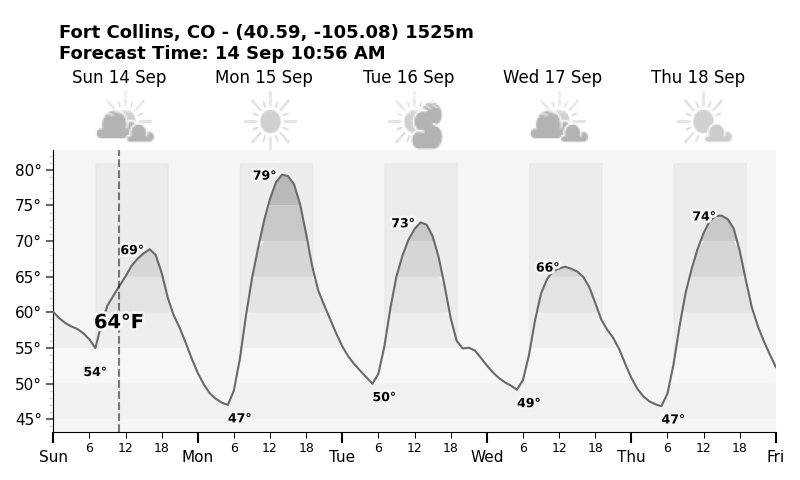 Fort Collins, CO - (40.59, -105.08) 1525m
Forecast Time: 14 Sep 10:56 AM
Sun 14 Sep Mon 15 Sep Tue 16 Sep Wed 17 Sep Thu 18 Sep
80°
75°
70°
65°
60°
55°
50°
45°
69° 79° 73° 66° 74°
64°F
54° 47° 50° 49° 47°
6 12 18 6 12 18 6 12 18 6 12 18 6 12 18
Sun Mon Tue Wed Thu Fri